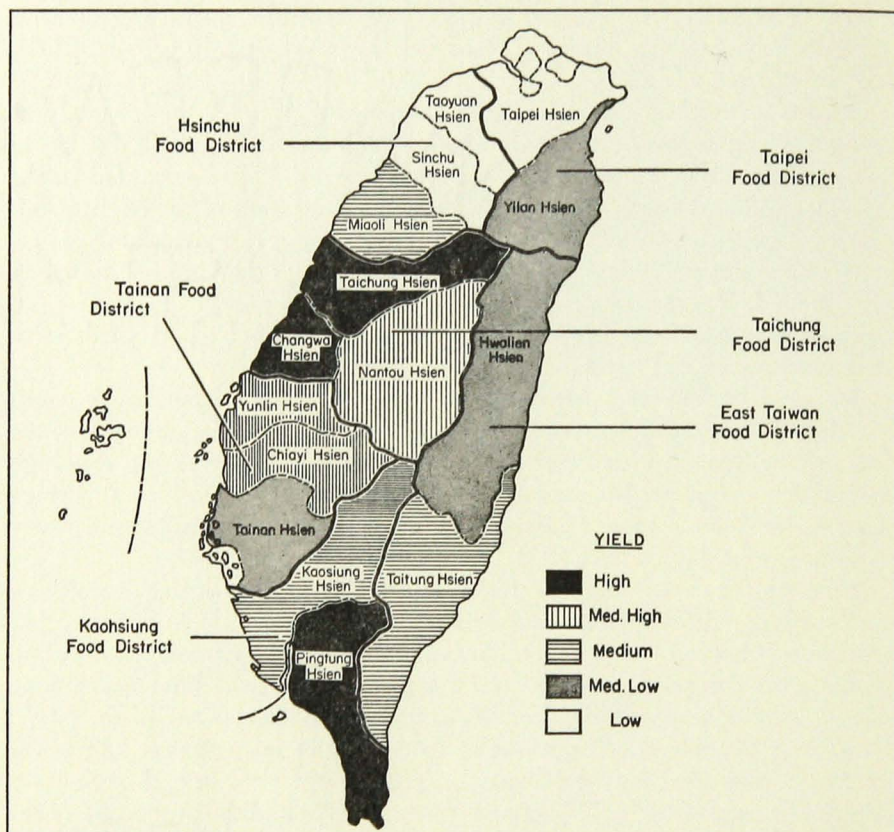 Taoyuan
Hsien
Taipei Hsien
Hsinchu
Food District
Sinchu
Hsien
Taipei
Food District
Yilan Hsien
Miaoli Hsien
Taichung Hsien
Tainan Food
District
Changwa
Hsien
Nantou Hsien
Hwalien
Hsien
Taichung
Food District
Yunlin Hsien
East Taiwan
Food District
Chiayi Hsien
Tainan Hsien
Kaosiung
Hsien
Taitung Hsien
YIELD
High
Med. High
Medium
Med. Low
Low
Kaohsiung
Food District
Pingtung
Hsien